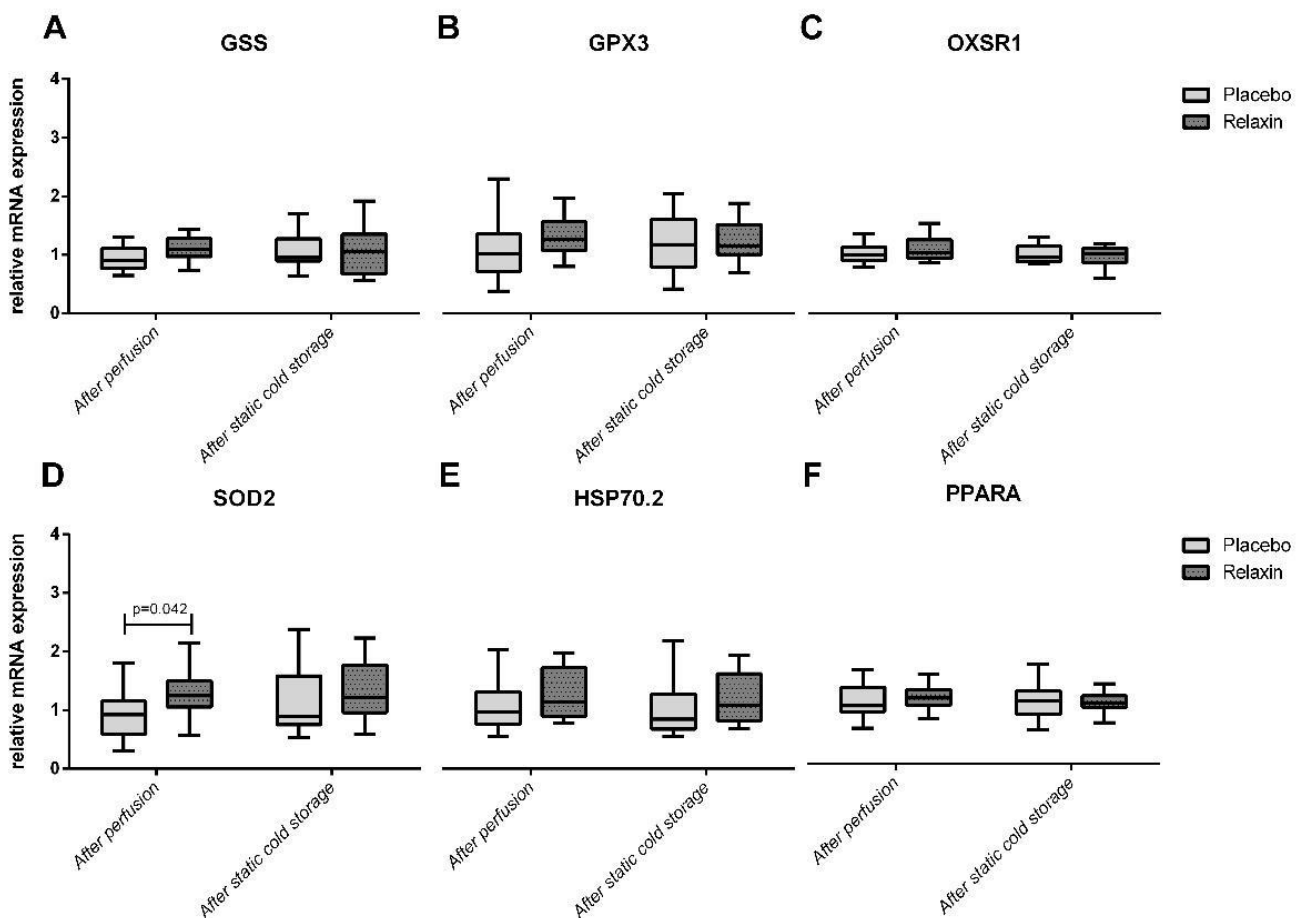 A
GSS
B
GPX3
C
OXSR1
relative mRNA expression
4
3
2
1
0
Placebo
Relaxin
After perfusion
After static cold storage
After perfusion
After static cold storage
After perfusion
After static cold storage
D
SOD2
E
HSP70.2
F
PPARA
relative mRNA expression
4
3
2
1
0
p=0.042
Placebo
Relaxin
After perfusion
After static cold storage
After perfusion
After static cold storage
After perfusion
After static cold storage